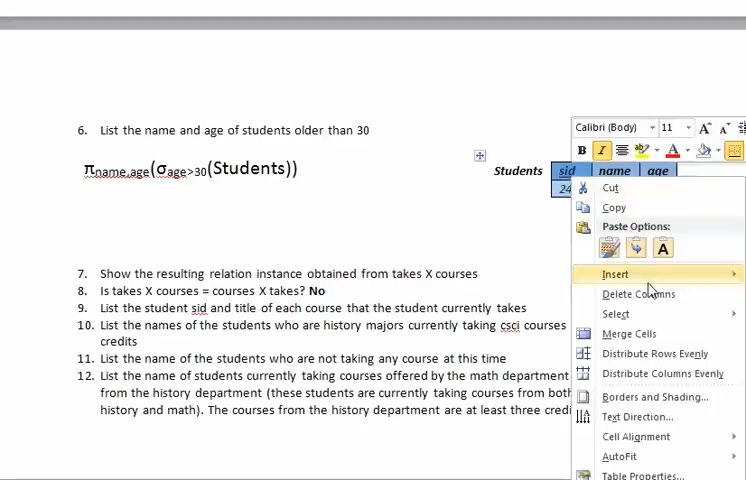 6. List the name and age of students older than 30
πname,age(σage>30(Students))
Students sid name age
24
7. Show the resulting relation instance obtained from takes X courses
8. Is takes X courses = courses X takes? No
9. List the student sid and title of each course that the student currently takes
10. List the names of the students who are history majors currently taking csci courses
credits
11. List the name of the students who are not taking any course at this time
12. List the name of students currently taking courses offered by the math department
from the history department (these students are currently taking courses from both
history and math). The courses from the history department are at least three credi
Calibri (Body) 11 A A
B I ab A
Cut
Copy
Paste Options:
A
Insert
Delete Columns
Select
Merge Cells
Distribute Rows Evenly
Distribute Columns Evenly
Borders and Shading...
Text Direction...
Cell Alignment
AutoFit
Table Properties...